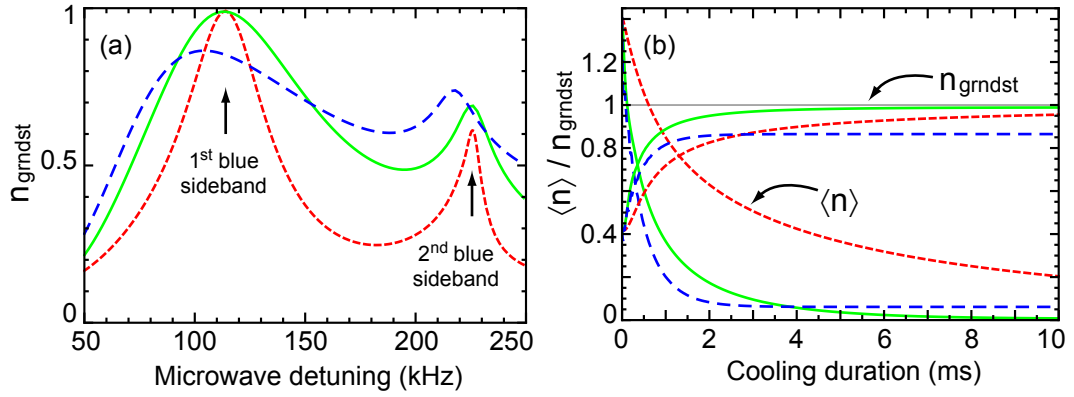 (a)
1
0.5
0
n_grndst
1st blue
sideband
2nd blue
sideband
50 100 150 200 250
Microwave detuning (kHz)
(b)
1.2
1
0.8
0.4
0
⟨n⟩ / n_grndst
n_grndst
⟨n⟩
0 2 4 6 8 10
Cooling duration (ms)